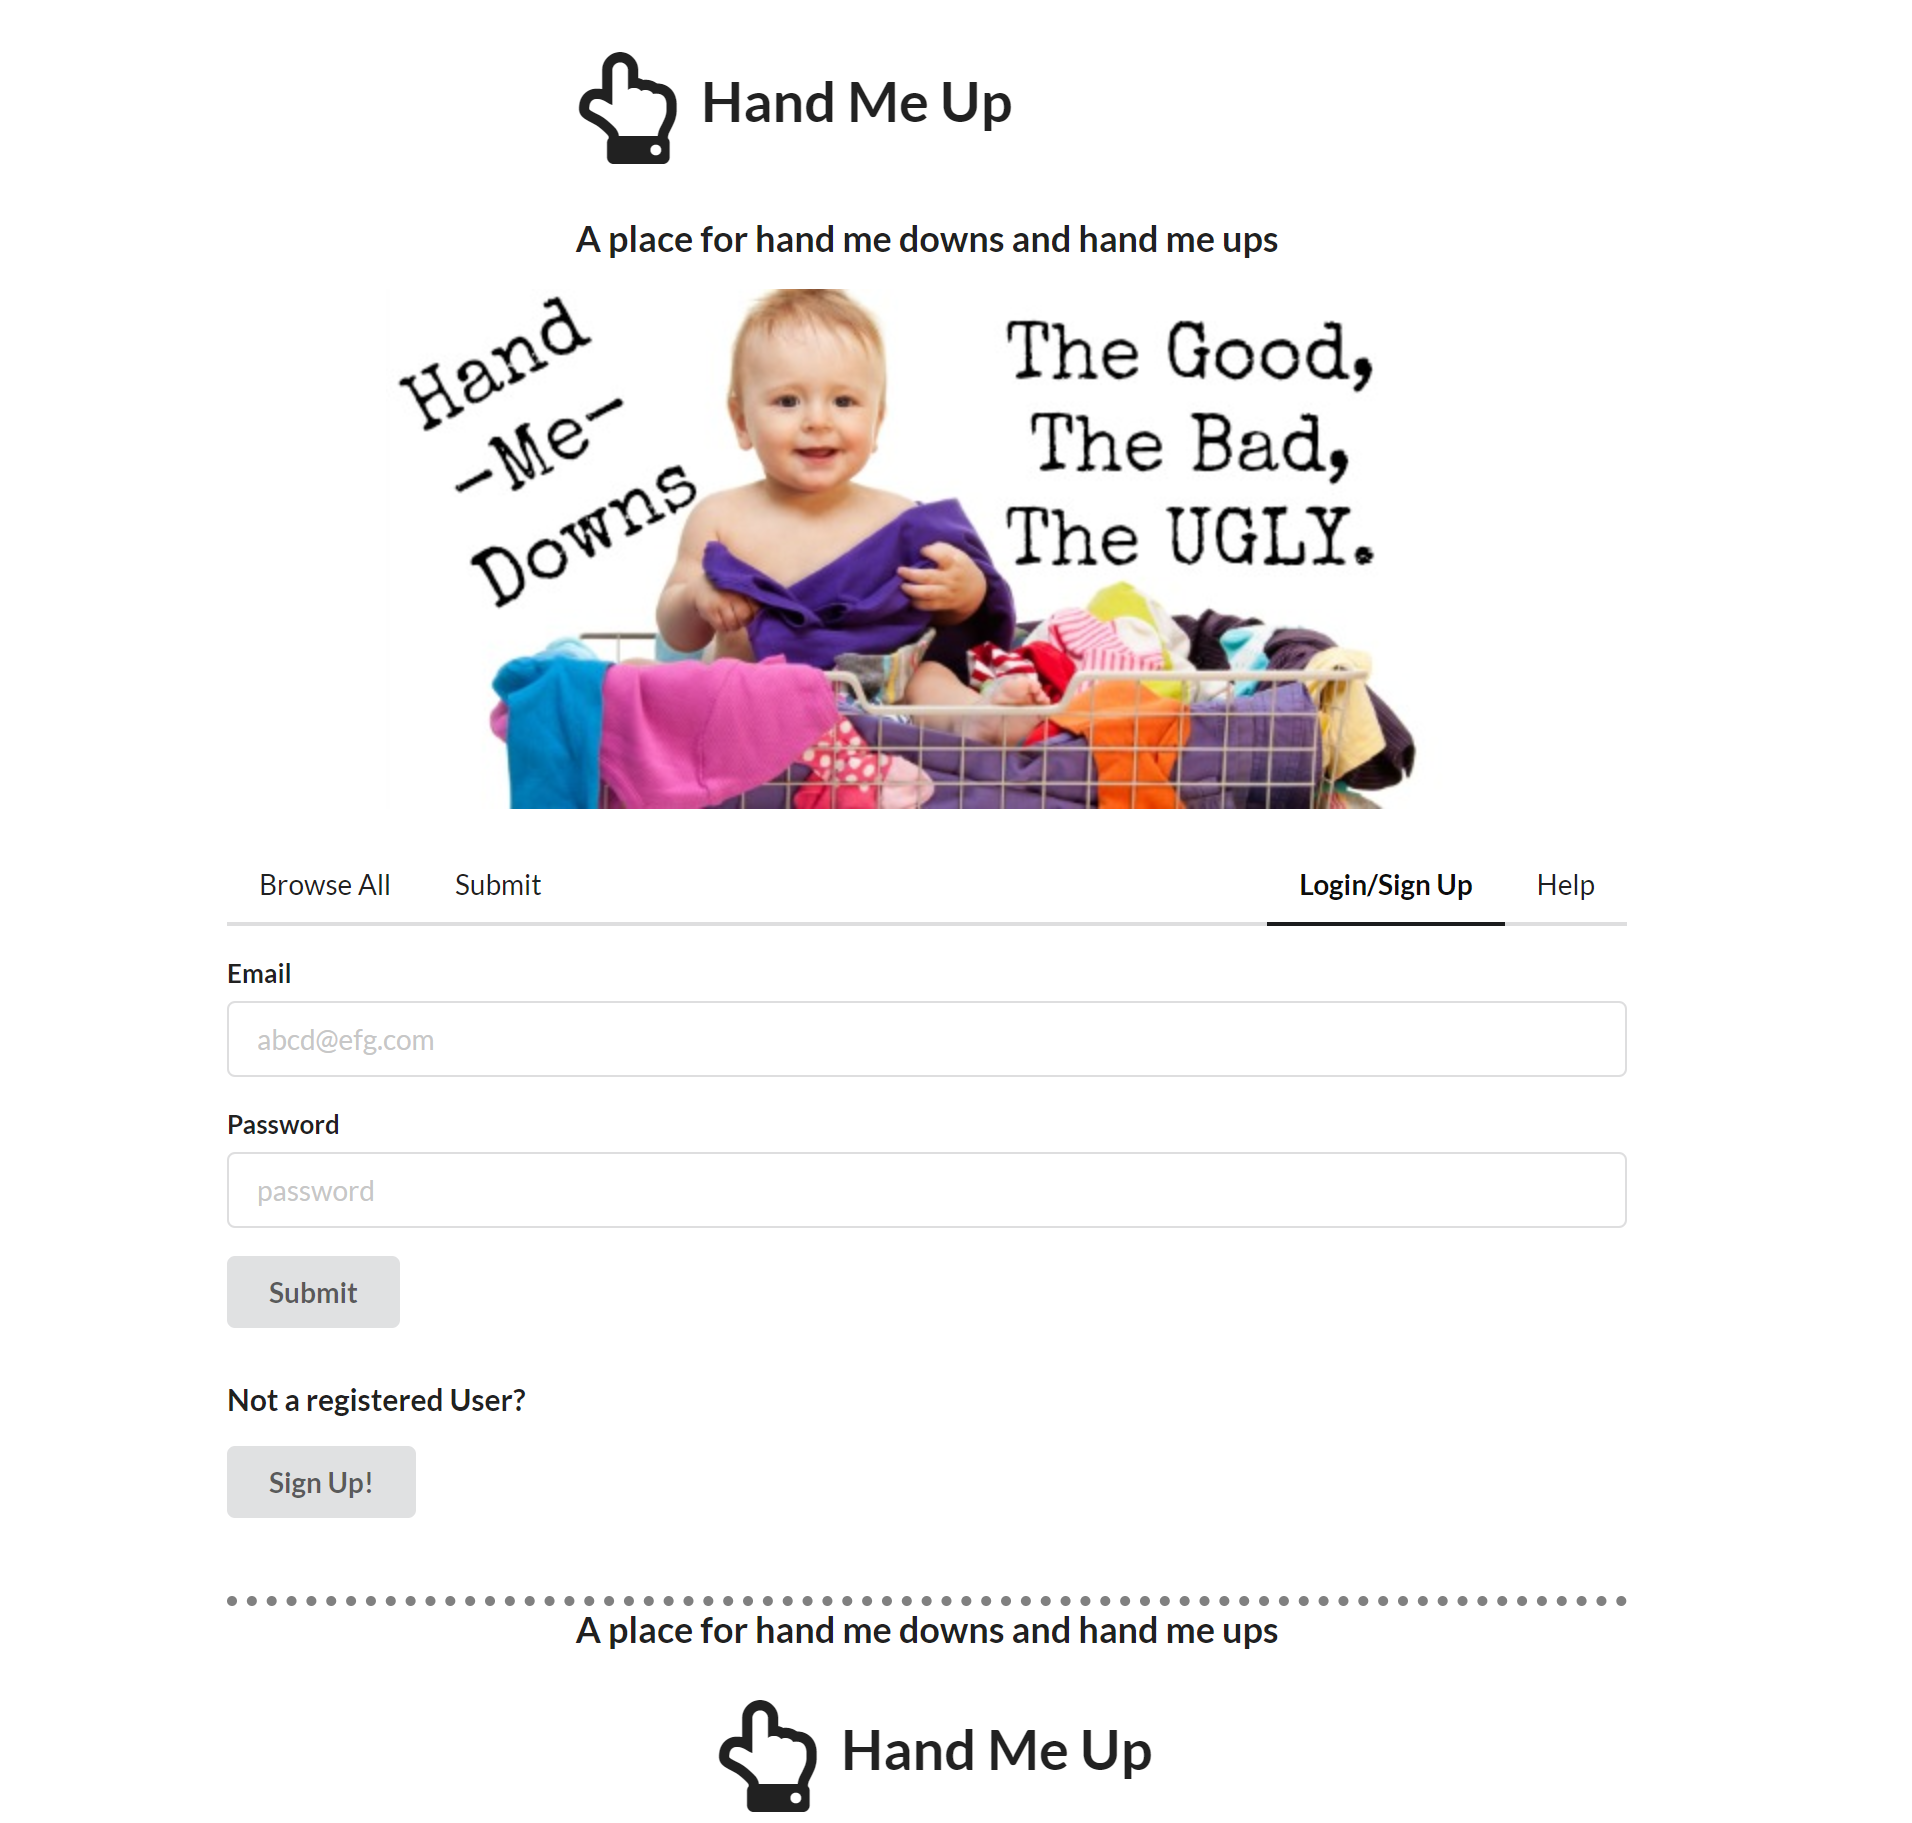 Hand Me Up
A place for hand me downs and hand me ups
Hand
-Me-
Downs
The Good,
The Bad,
The UGLY.
Browse All Submit Login/Sign Up Help
Email
abcd@efg.com
Password
password
Submit
Not a registered User?
Sign Up!
A place for hand me downs and hand me ups
Hand Me Up